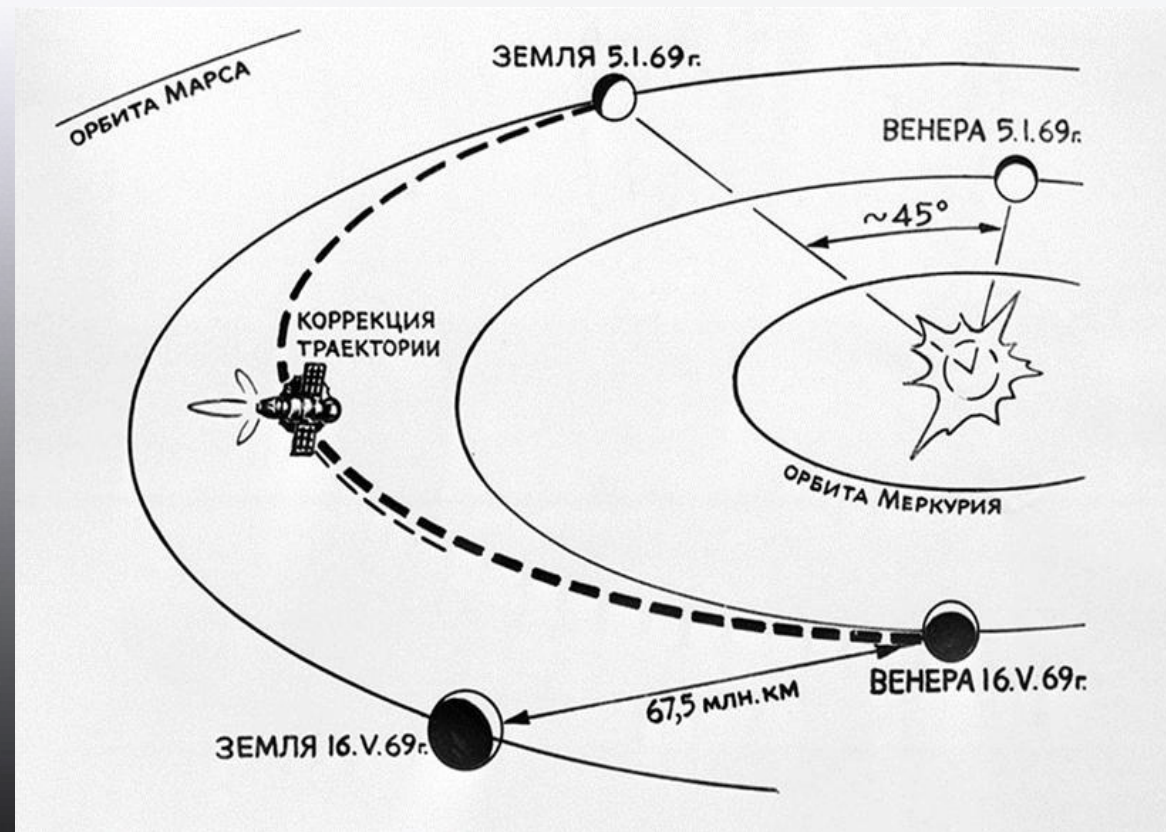 ЗЕМЛЯ 5.I.69г.
ОРБИТА МАРСА
ВЕНЕРА 5.I.69г.
~45°
КОРРЕКЦИЯ
ТРАЕКТОРИИ
ОРБИТА МЕРКУРИЯ
67,5 МЛН. КМ
ВЕНЕРА 16.V.69г.
ЗЕМЛЯ 16.V.69г.